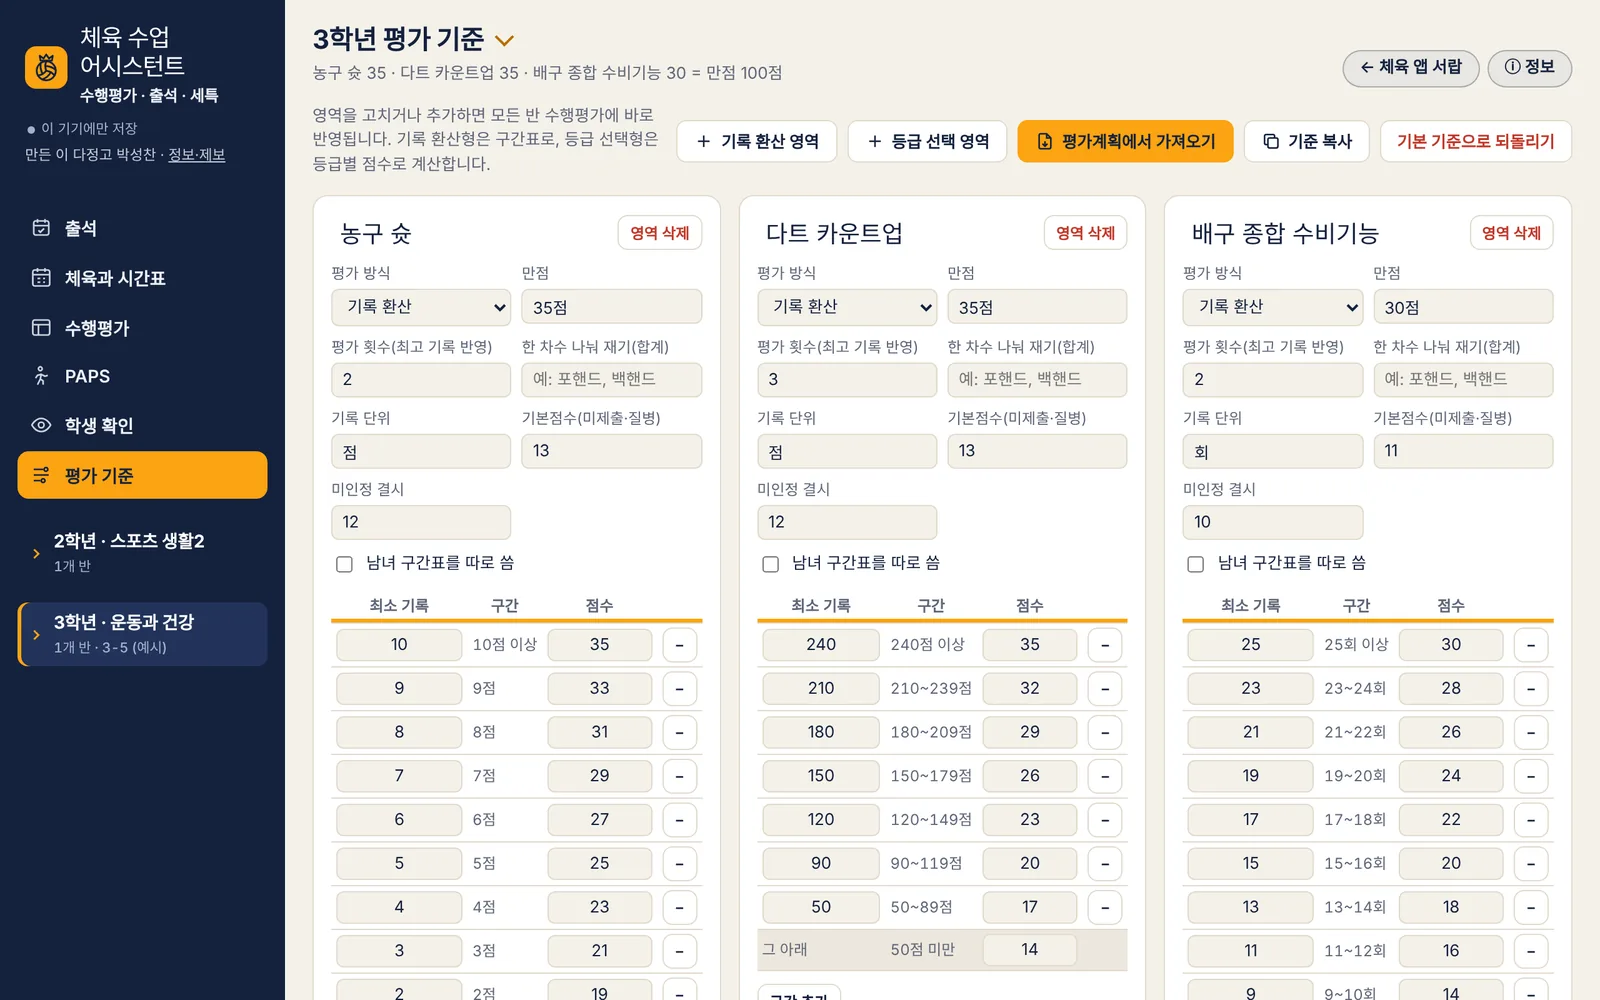 체육 수업
어시스턴트
수행평가 · 출석 · 세특
● 이 기기에만 저장
만든 이 다정고 박성찬 · 정보·제보
출석
체육과 시간표
수행평가
PAPS
학생 확인
평가 기준
2학년 · 스포츠 생활2
1개 반
3학년 · 운동과 건강
1개 반 · 3-5 (예시)
3학년 평가 기준
농구 슛 35 · 다트 카운트업 35 · 배구 종합 수비기능 30 = 만점 100점
← 체육 앱 서랍
정보
영역을 고치거나 추가하면 모든 반 수행평가에 바로
반영됩니다. 기록 환산형은 구간표로, 등급 선택형은
등급별 점수로 계산합니다.
+ 기록 환산 영역
+ 등급 선택 영역
평가계획에서 가져오기
기준 복사
기본 기준으로 되돌리기
농구 슛
영역 삭제
평가 방식 만점
기록 환산 35점
평가 횟수(최고 기록 반영) 한 차수 나눠 재기(합계)
2 예: 포핸드, 백핸드
기록 단위 기본점수(미제출·질병)
점 13
미인정 결시
12
남녀 구간표를 따로 씀
최소 기록 구간 점수
10 10점 이상 35 −
9 9점 33 −
8 8점 31 −
7 7점 29 −
6 6점 27 −
5 5점 25 −
4 4점 23 −
3 3점 21 −
2 2점 19 −
다트 카운트업
영역 삭제
평가 방식 만점
기록 환산 35점
평가 횟수(최고 기록 반영) 한 차수 나눠 재기(합계)
3 예: 포핸드, 백핸드
기록 단위 기본점수(미제출·질병)
점 13
미인정 결시
12
남녀 구간표를 따로 씀
최소 기록 구간 점수
240 240점 이상 35 −
210 210~239점 32 −
180 180~209점 29 −
150 150~179점 26 −
120 120~149점 23 −
90 90~119점 20 −
50 50~89점 17 −
그 아래 50점 미만 14
구간 추가
배구 종합 수비기능
영역 삭제
평가 방식 만점
기록 환산 30점
평가 횟수(최고 기록 반영) 한 차수 나눠 재기(합계)
2 예: 포핸드, 백핸드
기록 단위 기본점수(미제출·질병)
회 11
미인정 결시
10
남녀 구간표를 따로 씀
최소 기록 구간 점수
25 25회 이상 30 −
23 23~24회 28 −
21 21~22회 26 −
19 19~20회 24 −
17 17~18회 22 −
15 15~16회 20 −
13 13~14회 18 −
11 11~12회 16 −
9 9~10회 14 −